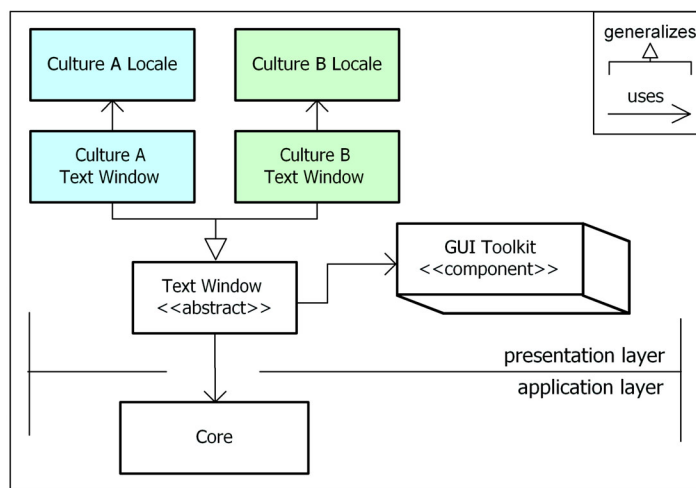 generalizes
uses
Culture A Locale
Culture B Locale
Culture A
Text Window
Culture B
Text Window
GUI Toolkit
<<component>>
Text Window
<<abstract>>
presentation layer
application layer
Core